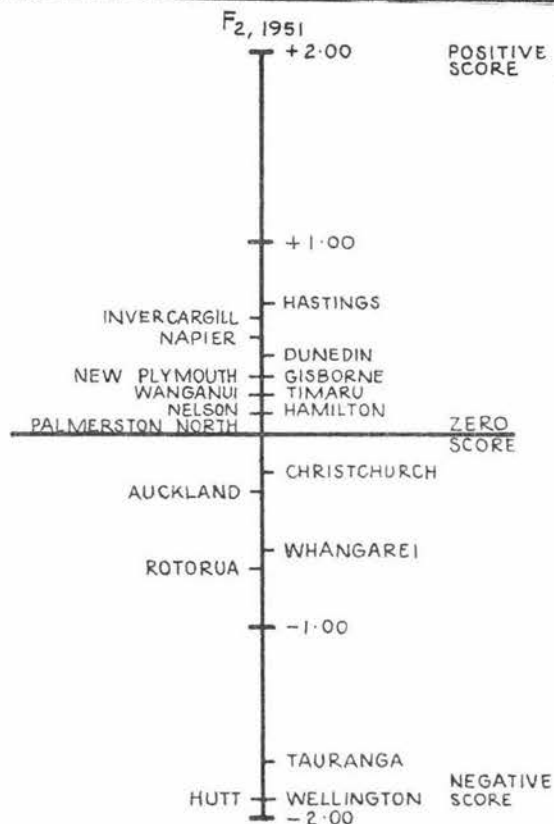 F2, 1951
+2·00 POSITIVE
SCORE
+1·00
HASTINGS
INVERCARGILL
NAPIER
DUNEDIN
NEW PLYMOUTH GISBORNE
WANGANUI TIMARU
NELSON HAMILTON
PALMERSTON NORTH ZERO
SCORE
CHRISTCHURCH
AUCKLAND
WHANGAREI
ROTORUA
-1·00
TAURANGA
NEGATIVE
HUTT WELLINGTON SCORE
-2·00